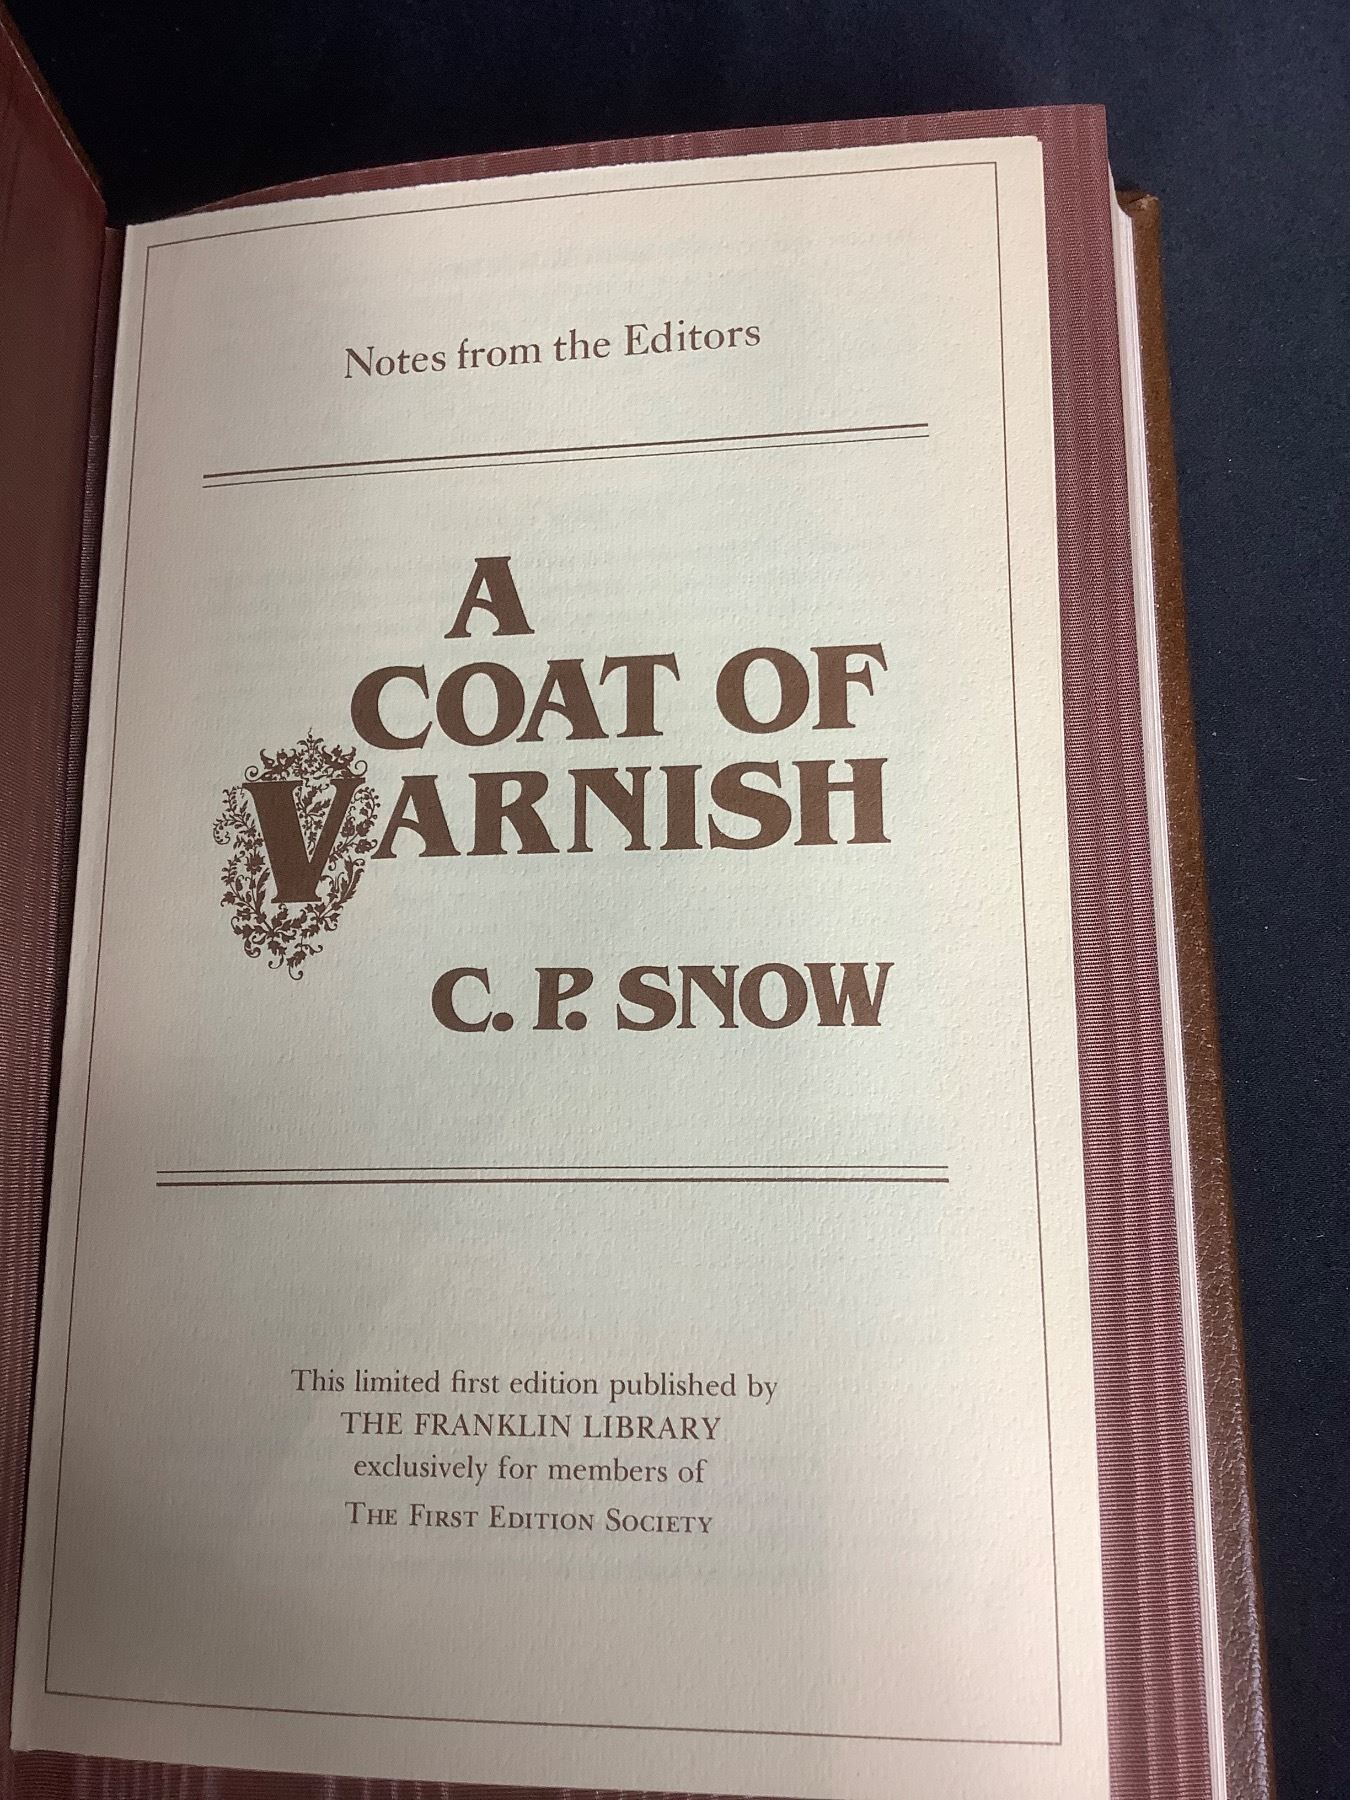 Notes from the Editors
A
COAT OF
VARNISH
C. P. SNOW
This limited first edition published by
THE FRANKLIN LIBRARY
exclusively for members of
THE FIRST EDITION SOCIETY